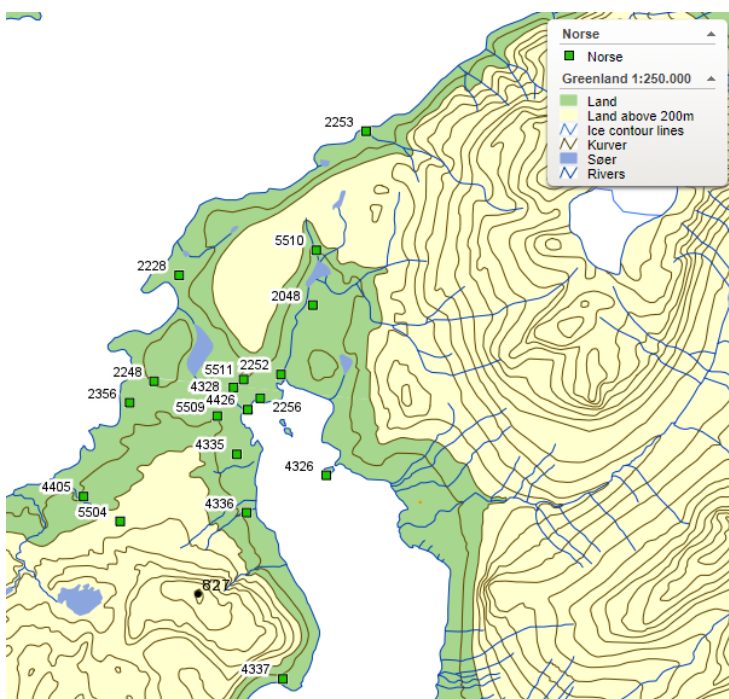 Norse
Norse
Greenland 1:250.000
Land
Land above 200m
Ice contour lines
Kurver
Søer
Rivers
2253
5510
2228
2048
2248
5511
2252
4328
2356
4426
5509
2256
4335
4326
4405
5504
4336
827
4337